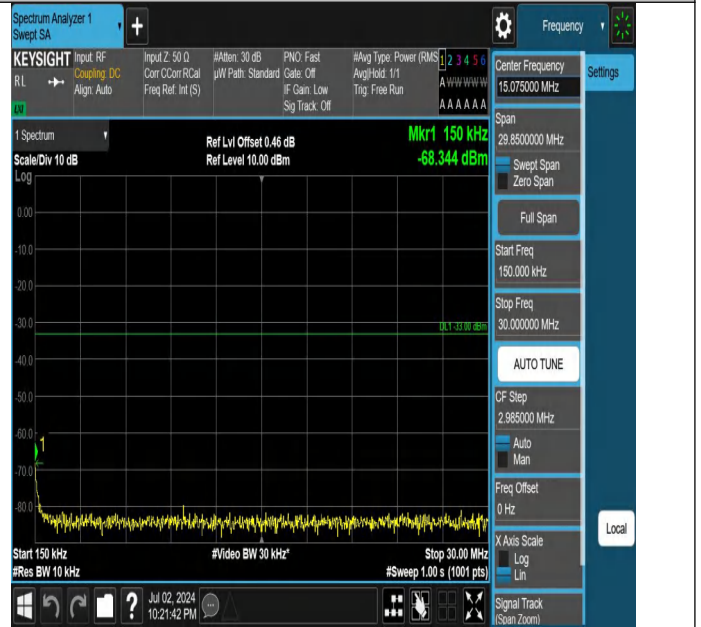 Spectrum Analyzer 1
Swept SA
+
Frequency
KEYSIGHT
RL
LXI
Input: RF
Coupling: DC
Align: Auto
Input Z: 50 Ω
Corr CCorr RCal
Freq Ref: Int (S)
#Atten: 30 dB
µW Path: Standard
PNO: Fast
Gate: Off
IF Gain: Low
Sig Track: Off
#Avg Type: Power (RMS
Avg|Hold: 1/1
Trig: Free Run
1 2 3 4 5 6
A W W W W W
A A A A A A
1 Spectrum
Scale/Div 10 dB
Log
Ref Lvl Offset 0.46 dB
Ref Level 10.00 dBm
Mkr1 150 kHz
-68.344 dBm
0.00
-10.0
-20.0
-30.0
DL1 -33.00 dBm
-40.0
-50.0
-60.0
1
-70.0
-80.0
Start 150 kHz
#Res BW 10 kHz
#Video BW 30 kHz*
Stop 30.00 MHz
#Sweep 1.00 s (1001 pts)
Center Frequency
15.075000 MHz
Settings
Span
29.8500000 MHz
Swept Span
Zero Span
Full Span
Start Freq
150.000 kHz
Stop Freq
30.000000 MHz
AUTO TUNE
CF Step
2.985000 MHz
Auto
Man
Freq Offset
0 Hz
X Axis Scale
Log
Lin
Local
Signal Track
(Span Zoom)
?
Jul 02, 2024
10:21:42 PM